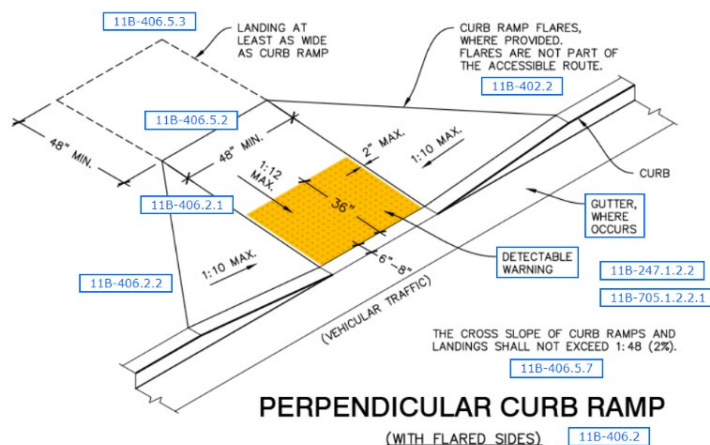 11B-406.5.3
LANDING AT
LEAST AS WIDE
AS CURB RAMP
CURB RAMP FLARES,
WHERE PROVIDED.
FLARES ARE NOT PART OF
THE ACCESSIBLE ROUTE.
11B-402.2
11B-406.5.2
48" MIN.
48" MIN.
2" MAX.
1:10 MAX.
1:12
MAX.
36"
CURB
11B-406.2.1
GUTTER,
WHERE
OCCURS
DETECTABLE
WARNING
6"-8"
1:10 MAX.
11B-406.2.2
11B-247.1.2.2
11B-705.1.2.2.1
(VEHICULAR TRAFFIC)
THE CROSS SLOPE OF CURB RAMPS AND
LANDINGS SHALL NOT EXCEED 1:48 (2%).
11B-406.5.7
PERPENDICULAR CURB RAMP
(WITH FLARED SIDES)
11B-406.2